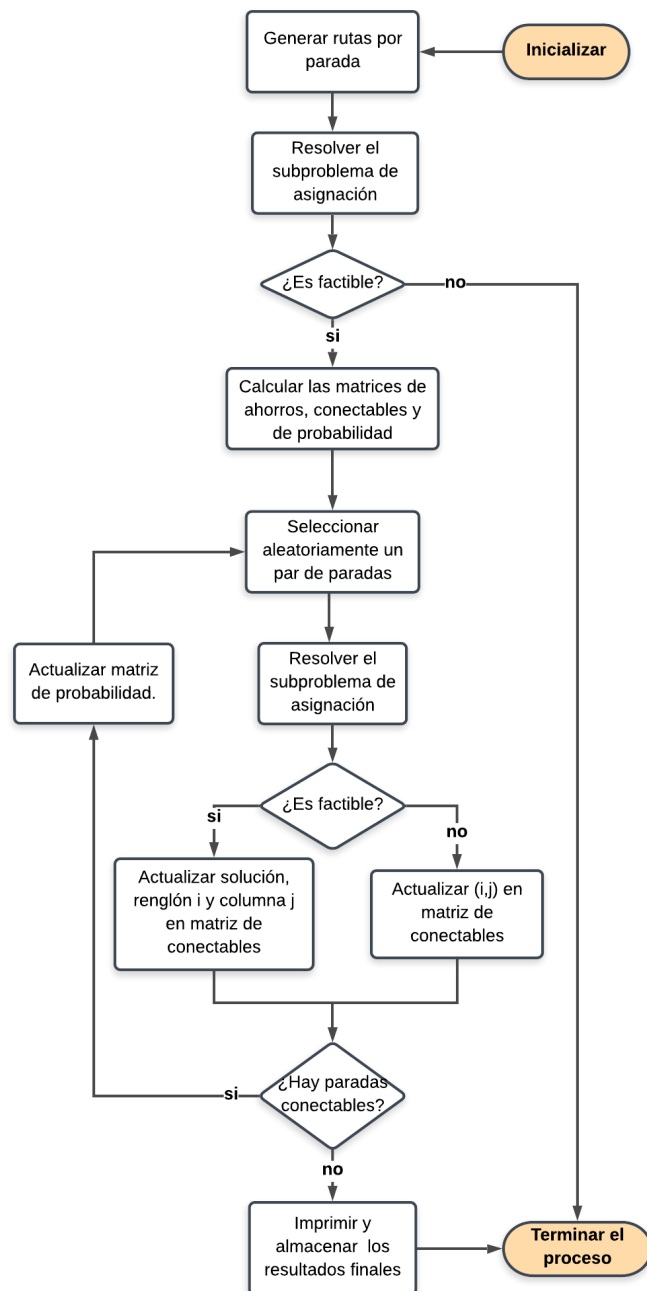 Generar rutas por
parada
Inicializar
Resolver el
subproblema de
asignación
¿Es factible?
no
si
Calcular las matrices de
ahorros, conectables y
de probabilidad
Seleccionar
aleatoriamente un
par de paradas
Actualizar matriz
de probabilidad.
Resolver el
subproblema de
asignación
¿Es factible?
si
no
Actualizar solución,
renglón i y columna j
en matriz de
conectables
Actualizar (i,j) en
matriz de
conectables
¿Hay paradas
conectables?
si
no
Imprimir y
almacenar los
resultados finales
Terminar el
proceso